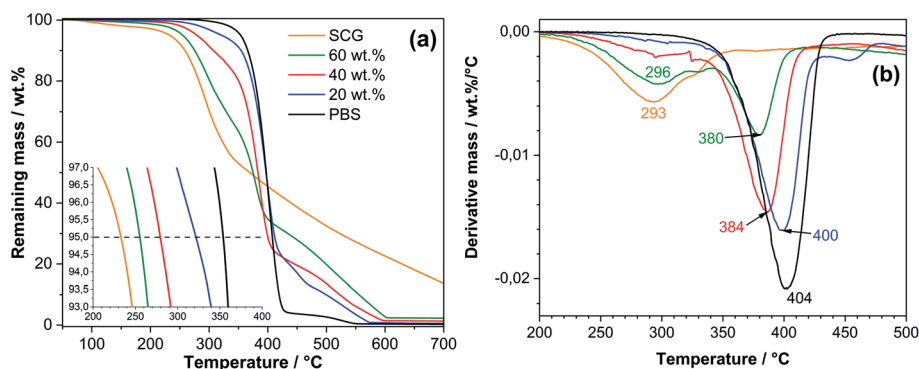 (a)
SCG
60 wt.%
40 wt.%
20 wt.%
PBS
Remaining mass / wt.%
100
80
60
40
20
0
97,0
96,5
96,0
95,5
95,0
94,5
94,0
93,5
93,0
200 250 300 350 400
100 200 300 400 500 600 700
Temperature / °C
(b)
Derivative mass / wt.%/°C
0,00
-0,01
-0,02
296
293
380
384
400
404
200 250 300 350 400 450 500
Temperature / °C